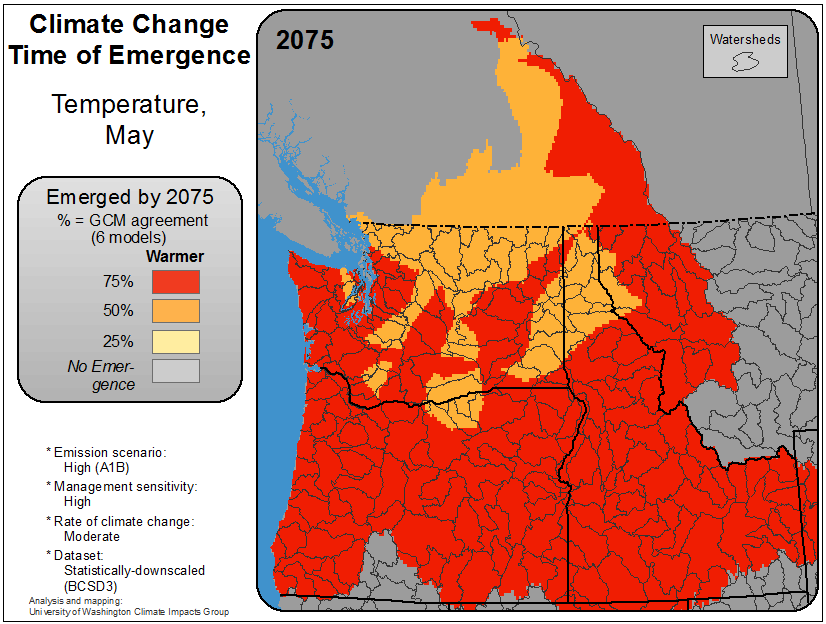 Climate Change
Time of Emergence
Temperature,
May
Emerged by 2075
% = GCM agreement
(6 models)
Warmer
75%
50%
25%
No Emer-
gence
* Emission scenario:
High (A1B)
* Management sensitivity:
High
* Rate of climate change:
Moderate
* Dataset:
Statistically-downscaled
(BCSD3)
Analysis and mapping:
University of Washington Climate Impacts Group
2075
Watersheds